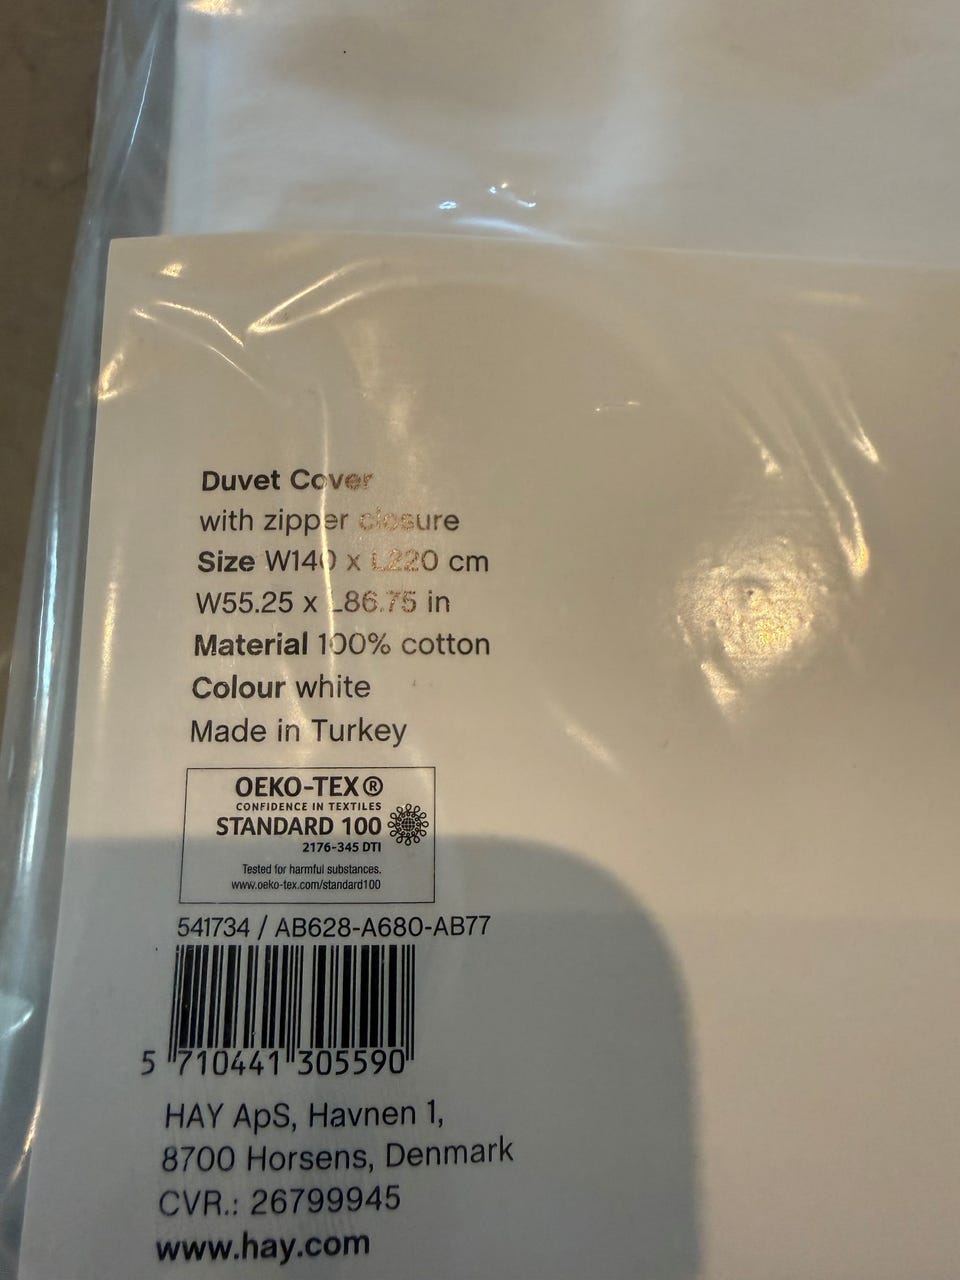 Duvet Cover
with zipper closure
Size W140 x L220 cm
W55.25 x L86.75 in
Material 100% cotton
Colour white
Made in Turkey
OEKO-TEX®
CONFIDENCE IN TEXTILES
STANDARD 100
2176-345 DTI
Tested for harmful substances.
www.oeko-tex.com/standard100
541734 / AB628-A680-AB77
5 710441 305590
HAY ApS, Havnen 1,
8700 Horsens, Denmark
CVR.: 26799945
www.hay.com